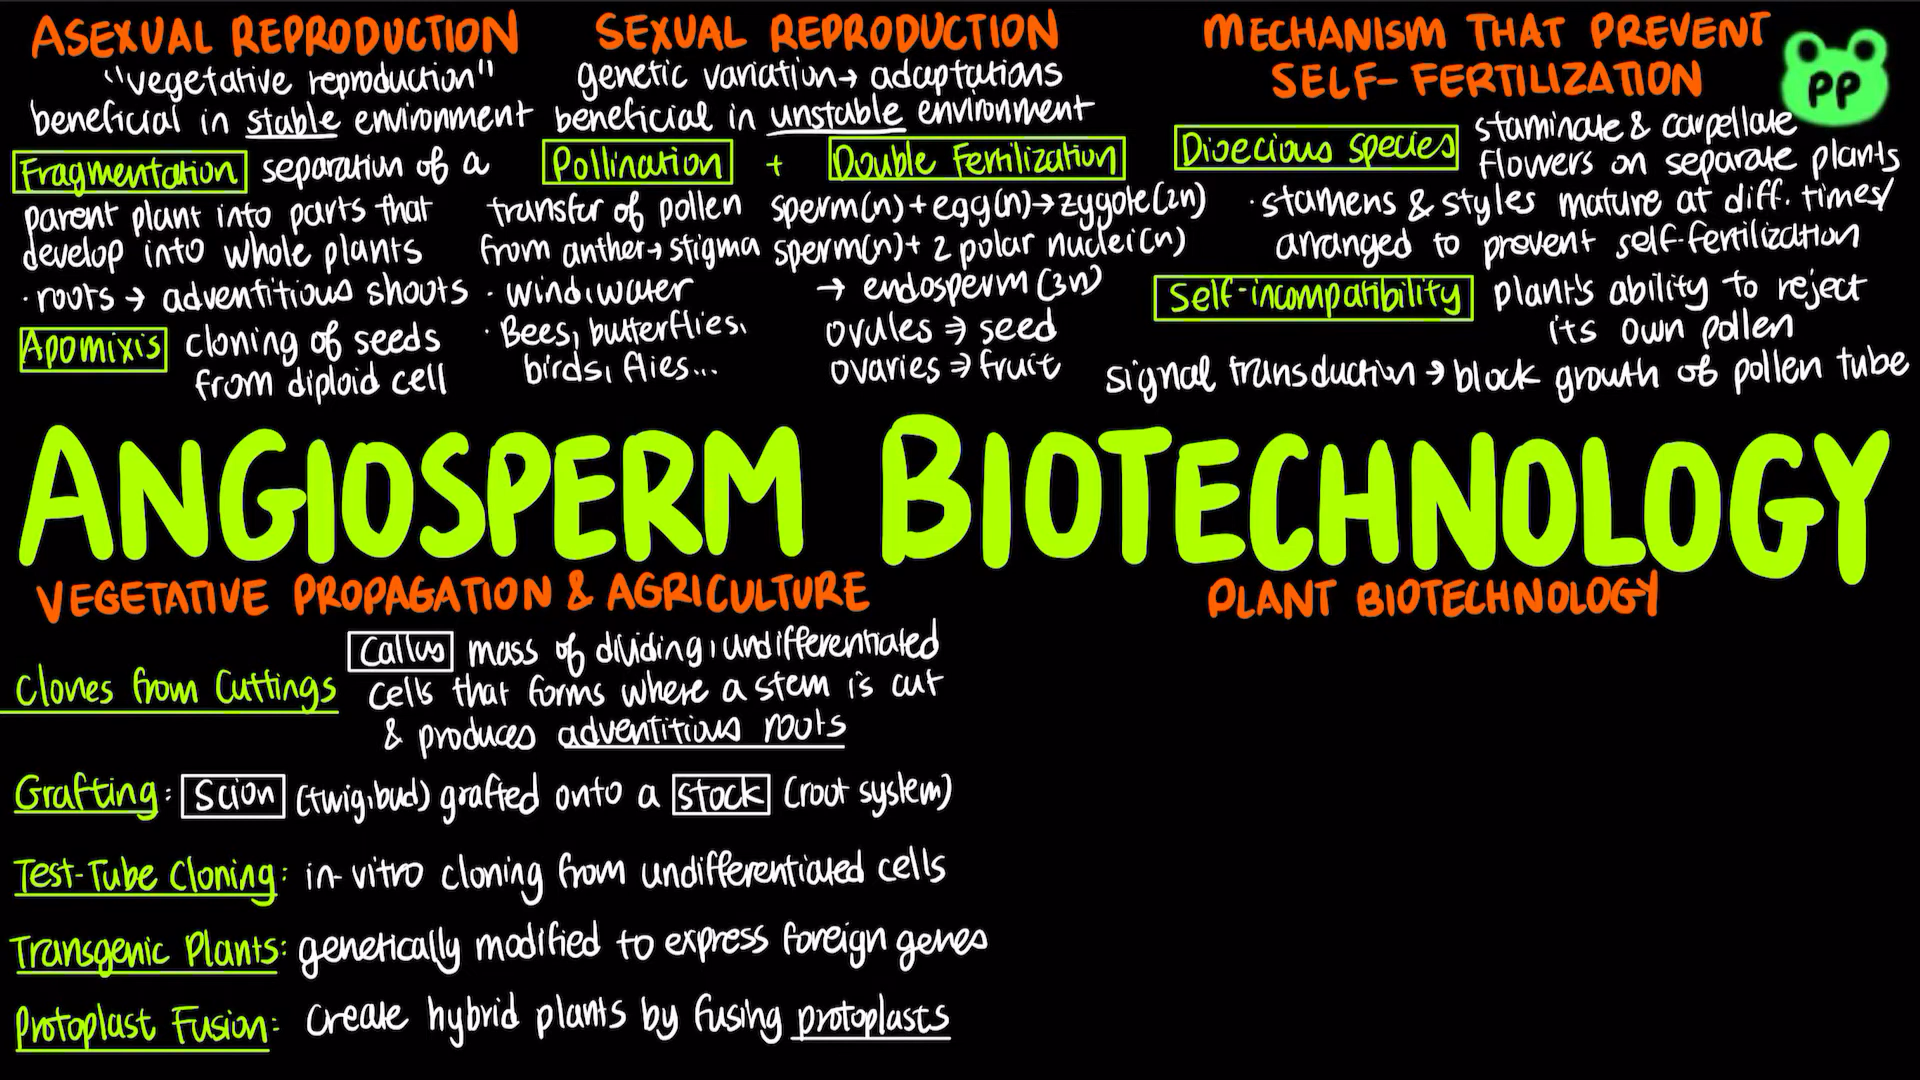 ASEXUAL REPRODUCTION
"vegetative reproduction"
beneficial in stable environment
Fragmentation separation of a
parent plant into parts that
develop into whole plants
· roots → adventitious shoots
Apomixis cloning of seeds
from diploid cell
SEXUAL REPRODUCTION
genetic variation → adaptations
beneficial in unstable environment
Pollination + Double Fertilization
transfer of pollen
from anther → stigma
· wind, water
· Bees, butterflies,
birds, flies...
sperm(n) + egg(n) → zygote(2n)
sperm(n) + 2 polar nuclei(n)
→ endosperm (3n)
ovules ⇒ seed
ovaries ⇒ fruit
MECHANISM THAT PREVENT
SELF-FERTILIZATION
PP
Dioecious species staminate & carpellate
flowers on separate plants
· stamens & styles mature at diff. times/
arranged to prevent self-fertilization
Self-incompatibility plant's ability to reject
its own pollen
signal transduction → block growth of pollen tube
ANGIOSPERM BIOTECHNOLOGY
VEGETATIVE PROPAGATION & AGRICULTURE
Clones from Cuttings
Callus mass of dividing, undifferentiated
cells that forms where a stem is cut
& produces adventitious roots
Grafting: Scion (twig, bud) grafted onto a stock (root system)
Test-Tube Cloning: in-vitro cloning from undifferentiated cells
Transgenic Plants: genetically modified to express foreign genes
Protoplast Fusion: create hybrid plants by fusing protoplasts
PLANT BIOTECHNOLOGY